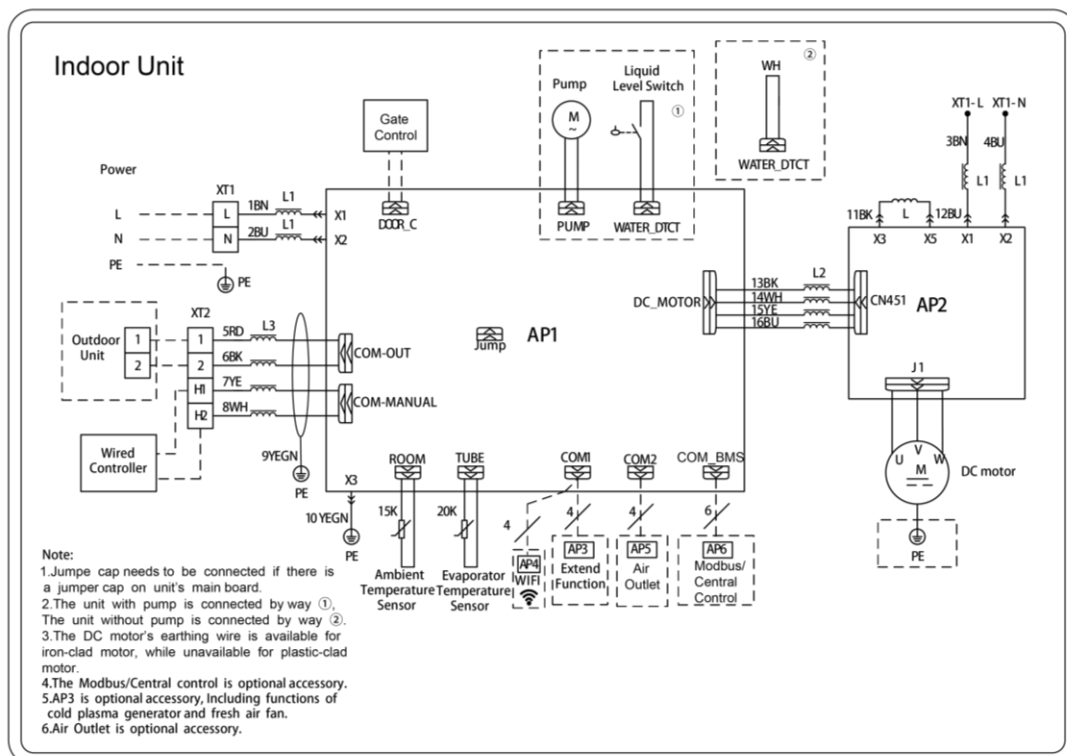 Indoor Unit
Power
L
N
PE
XT1
L
N
1BN
L1
2BU
L1
X1
X2
PE
Gate
Control
DOOR_C
Pump
M
~
PUMP
Liquid
Level Switch
①
WATER_DTCT
②
WH
WATER_DTCT
XT1-L
XT1-N
3BN
4BU
L1
L1
11BK
L
12BU
X3
X5
X1
X2
AP2
DC_MOTOR
13BK
14WH
15YE
16BU
L2
CN451
J1
U
V
W
M
DC motor
PE
AP1
Jump
Outdoor
Unit
1
2
XT2
1
2
H1
H2
5RD
L3
6BK
7YE
8WH
COM-OUT
COM-MANUAL
Wired
Controller
9YEGN
PE
X3
10 YEGN
PE
ROOM
TUBE
COM1
COM2
COM_BMS
15K
20K
4
4
4
6
Ambient
Temperature
Sensor
Evaporator
Temperature
Sensor
AP4
WIFI
AP3
Extend
Function
AP5
Air
Outlet
AP6
Modbus/
Central
Control
Note:
1.Jumpe cap needs to be connected if there is
a jumper cap on unit's main board.
2.The unit with pump is connected by way ①,
The unit without pump is connected by way ②.
3.The DC motor's earthing wire is available for
iron-clad motor, while unavailable for plastic-clad
motor.
4.The Modbus/Central control is optional accessory.
5.AP3 is optional accessory, Including functions of
cold plasma generator and fresh air fan.
6.Air Outlet is optional accessory.